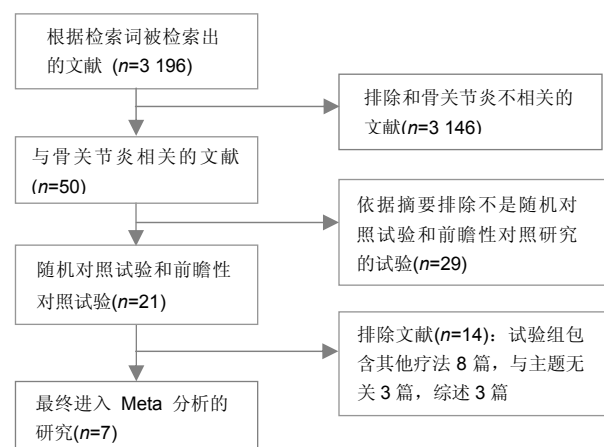 根据检索词被检索出
的文献 (n=3 196)
排除和骨关节炎不相关的
文献(n=3 146)
与骨关节炎相关的文献
(n=50)
依据摘要排除不是随机对
照试验和前瞻性对照研究
的试验(n=29)
随机对照试验和前瞻性
对照试验(n=21)
排除文献(n=14)：试验组包
含其他疗法 8 篇，与主题无
关 3 篇，综述 3 篇
最终进入 Meta 分析的
研究(n=7)